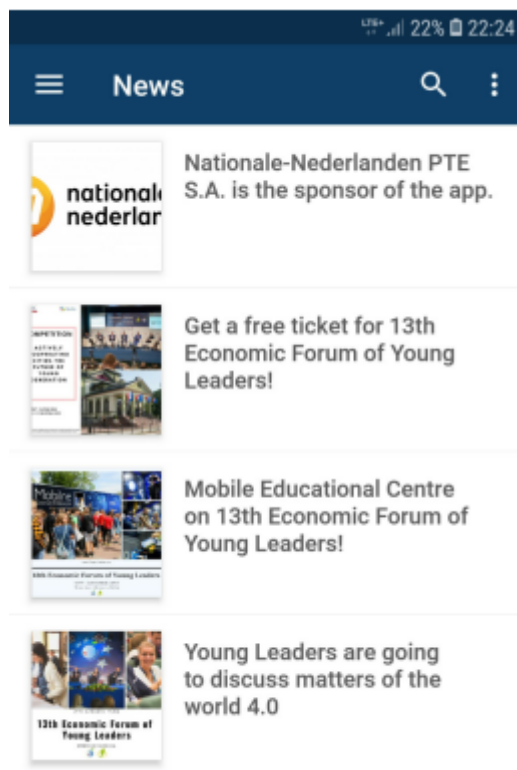 LTE+ 22% 22:24
News
nationale
nederlan
Nationale-Nederlanden PTE
S.A. is the sponsor of the app.
Get a free ticket for 13th
Economic Forum of Young
Leaders!
Mobile Educational Centre
on 13th Economic Forum of
Young Leaders!
13th Economic Forum of Young Leaders
Young Leaders are going
to discuss matters of the
world 4.0
13th Economic Forum of
Young Leaders